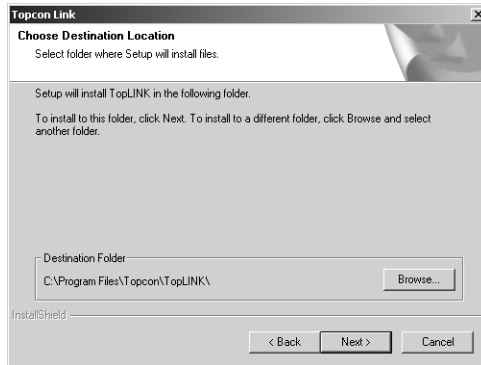 Topcon Link
Choose Destination Location
Select folder where Setup will install files.
Setup will install TopLINK in the following folder.
To install to this folder, click Next. To install to a different folder, click Browse and select
another folder.
Destination Folder
C:\Program Files\Topcon\TopLINK\
Browse...
InstallShield
< Back
Next >
Cancel